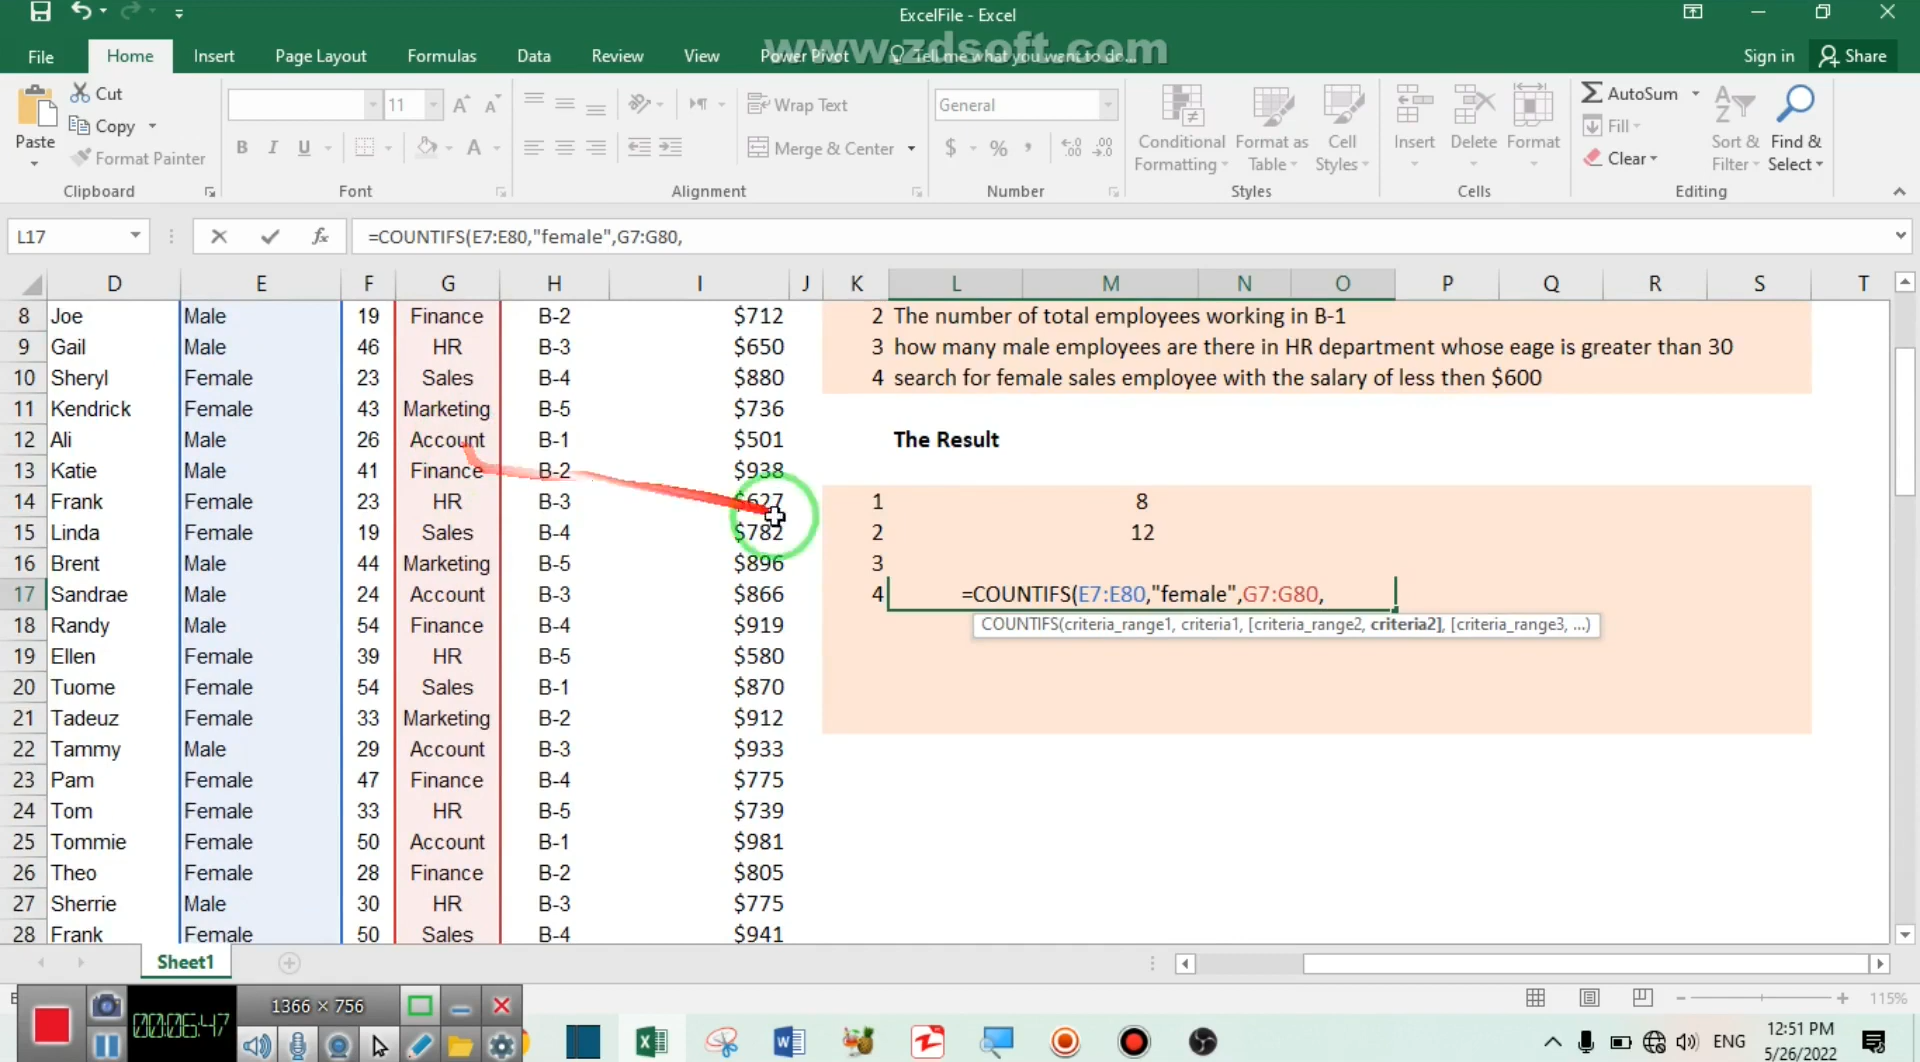 ExcelFile - Excel
www.zdsoft.com
File Home Insert Page Layout Formulas Data Review View Power Pivot Tell me what you want to do... Sign in Share
Paste
Cut
Copy
Format Painter
Clipboard
11
B I U
A
Font
Wrap Text
Merge & Center
Alignment
General
$ %
Number
Conditional Formatting
Format as Table
Cell Styles
Styles
Insert Delete Format
Cells
AutoSum
Fill
Clear
Sort & Filter
Find & Select
Editing
L17 fx =COUNTIFS(E7:E80,"female",G7:G80,
D E F G H I J K L M N O P Q R S T
8 Joe Male 19 Finance B-2 $712 2 The number of total employees working in B-1
9 Gail Male 46 HR B-3 $650 3 how many male employees are there in HR department whose eage is greater than 30
10 Sheryl Female 23 Sales B-4 $880 4 search for female sales employee with the salary of less then $600
11 Kendrick Female 43 Marketing B-5 $736
12 Ali Male 26 Account B-1 $501 The Result
13 Katie Male 41 Finance B-2 $938
14 Frank Female 23 HR B-3 $627 1 8
15 Linda Female 19 Sales B-4 $782 2 12
16 Brent Male 44 Marketing B-5 $896 3
17 Sandrae Male 24 Account B-3 $866 4 =COUNTIFS(E7:E80,"female",G7:G80,
COUNTIFS(criteria_range1, criteria1, [criteria_range2, criteria2], [criteria_range3, ...)
18 Randy Male 54 Finance B-4 $919
19 Ellen Female 39 HR B-5 $580
20 Tuome Female 54 Sales B-1 $870
21 Tadeuz Female 33 Marketing B-2 $912
22 Tammy Male 29 Account B-3 $933
23 Pam Female 47 Finance B-4 $775
24 Tom Female 33 HR B-5 $739
25 Tommie Female 50 Account B-1 $981
26 Theo Female 28 Finance B-2 $805
27 Sherrie Male 30 HR B-3 $775
28 Frank Female 50 Sales B-4 $941
Sheet1
115%
1366 × 756
00:06:47
ENG
12:51 PM
5/26/2022